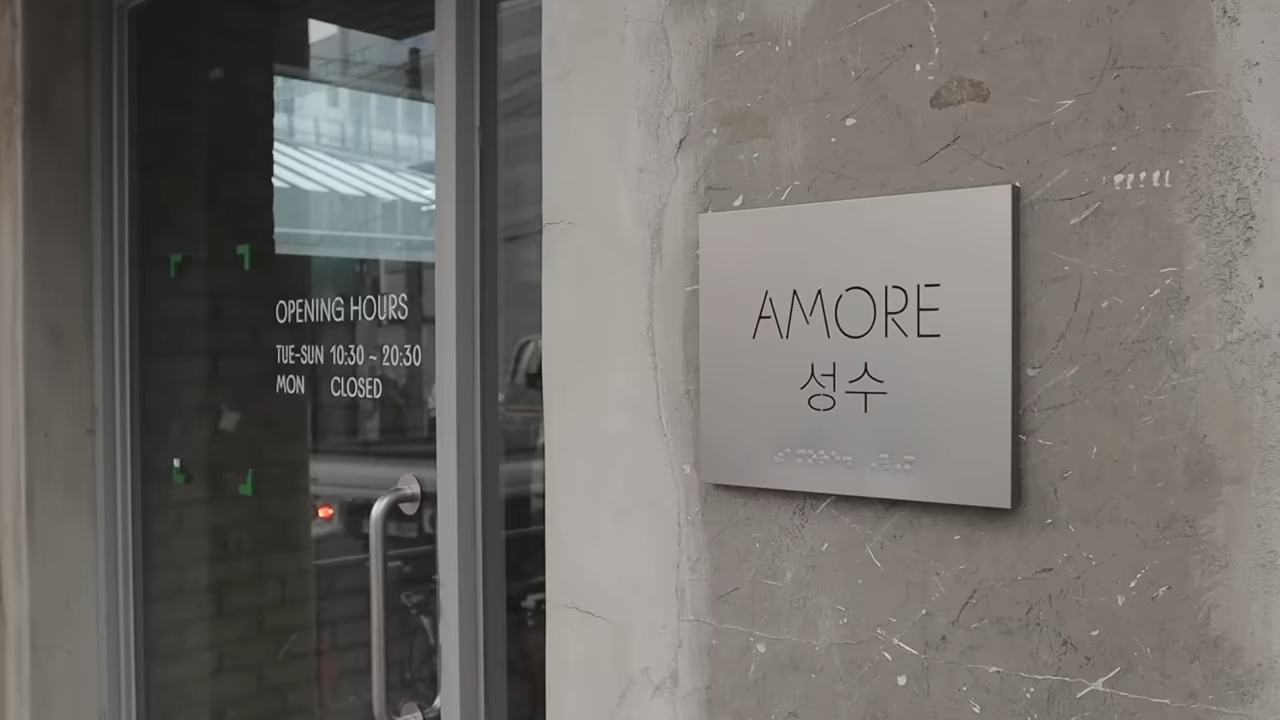 OPENING HOURS
TUE-SUN 10:30 ~ 20:30
MON CLOSED
AMORE
성수